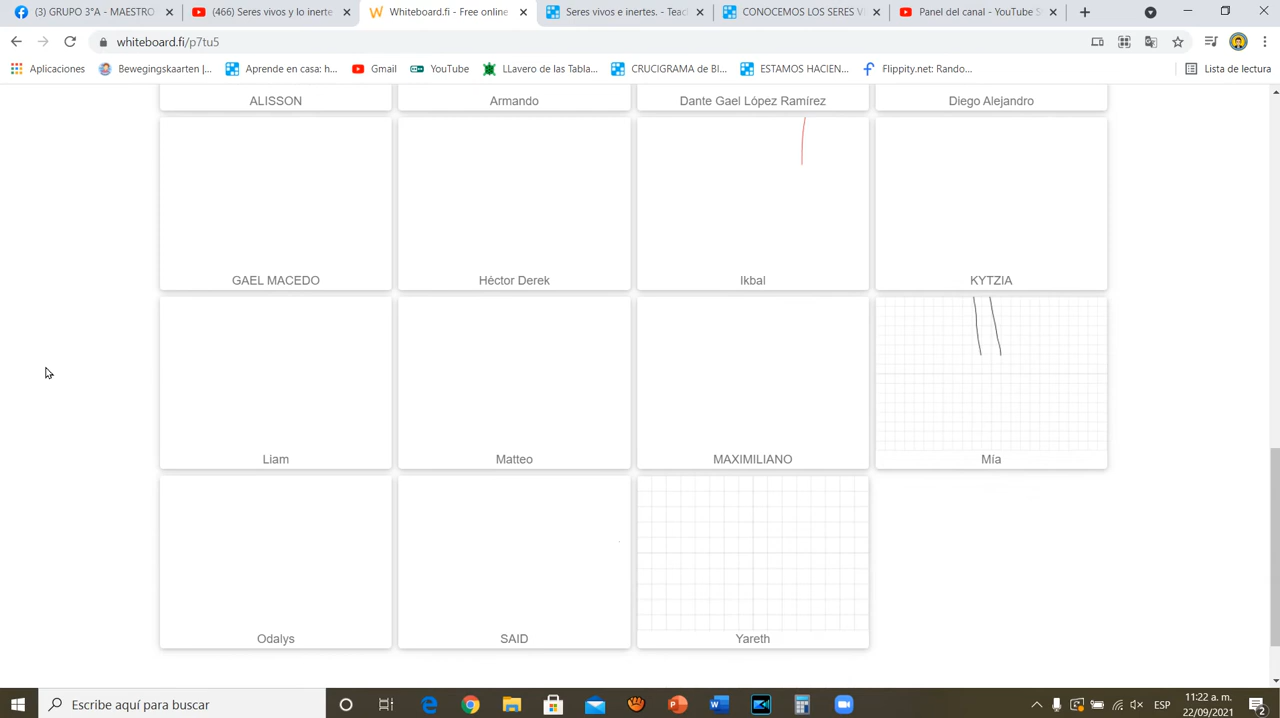 (3) GRUPO 3°A - MAESTRO
(466) Seres vivos y lo inerte
Whiteboard.fi - Free online
Seres vivos e inertes. - Teac
CONOCEMOS LOS SERES V
Panel del canal - YouTube S
whiteboard.fi/p7tu5
Aplicaciones
Bewegingskaarten |...
Aprende en casa: h...
Gmail
YouTube
LLavero de las Tabla...
CRUCIGRAMA de BI...
ESTAMOS HACIEN...
Flippity.net: Rando...
Lista de lectura
ALISSON
Armando
Dante Gael López Ramírez
Diego Alejandro
GAEL MACEDO
Héctor Derek
Ikbal
KYTZIA
Liam
Matteo
MAXIMILIANO
Mía
Odalys
SAID
Yareth
Escribe aquí para buscar
ESP
11:22 a. m.
22/09/2021
2